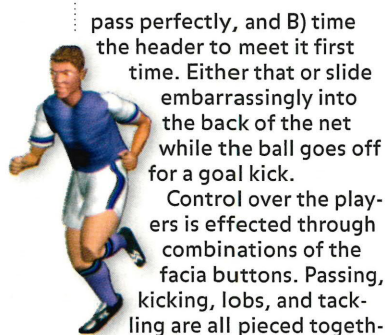 pass perfectly, and B) time
the header to meet it first
time. Either that or slide
embarrassingly into
the back of the net
while the ball goes off
for a goal kick.
Control over the play-
ers is effected through
combinations of the
facia buttons. Passing,
kicking, lobs, and tack-
ling are all pieced togeth-